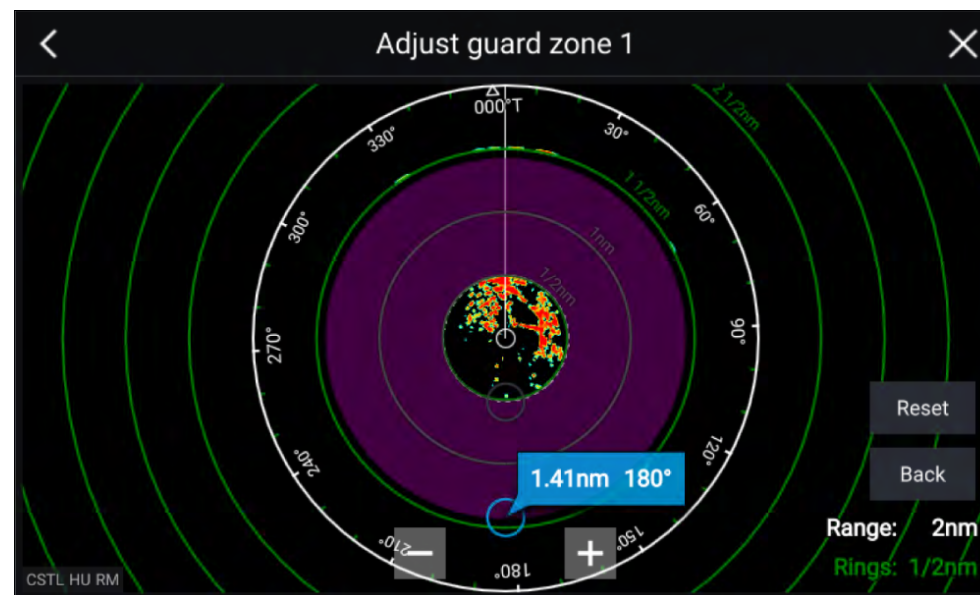 Adjust guard zone 1
000°T
30°
60°
90°
120°
150°
180°
210°
240°
270°
300°
330°
2 1/2nm
1 1/2nm
1nm
1/2nm
1.41nm 180°
−
+
Reset
Back
Range: 2nm
Rings: 1/2nm
CSTL HU RM